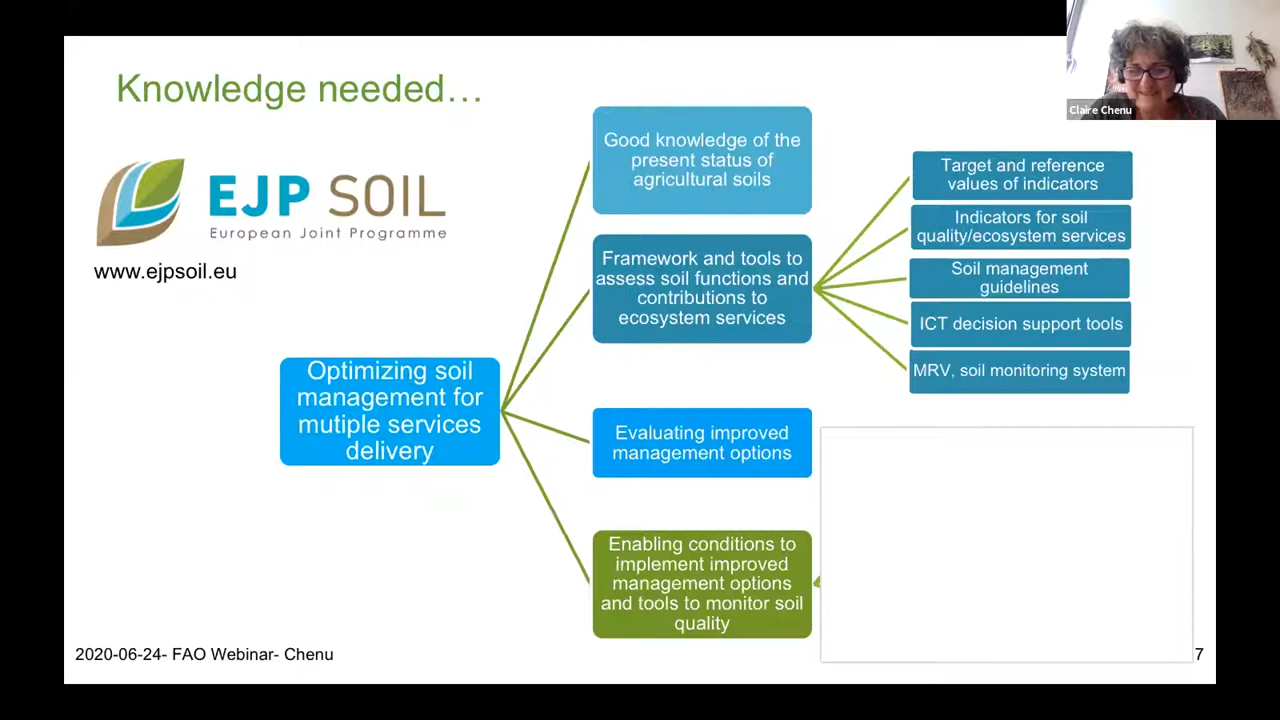 Knowledge needed…
Claire Chenu
EJP SOIL
European Joint Programme
www.ejpsoil.eu
Optimizing soil
management for
mutiple services
delivery
Good knowledge of the
present status of
agricultural soils
Framework and tools to
assess soil functions and
contributions to
ecosystem services
Target and reference
values of indicators
Indicators for soil
quality/ecosystem services
Soil management
guidelines
ICT decision support tools
MRV, soil monitoring system
Evaluating improved
management options
Enabling conditions to
implement improved
management options
and tools to monitor soil
quality
2020-06-24- FAO Webinar- Chenu
7